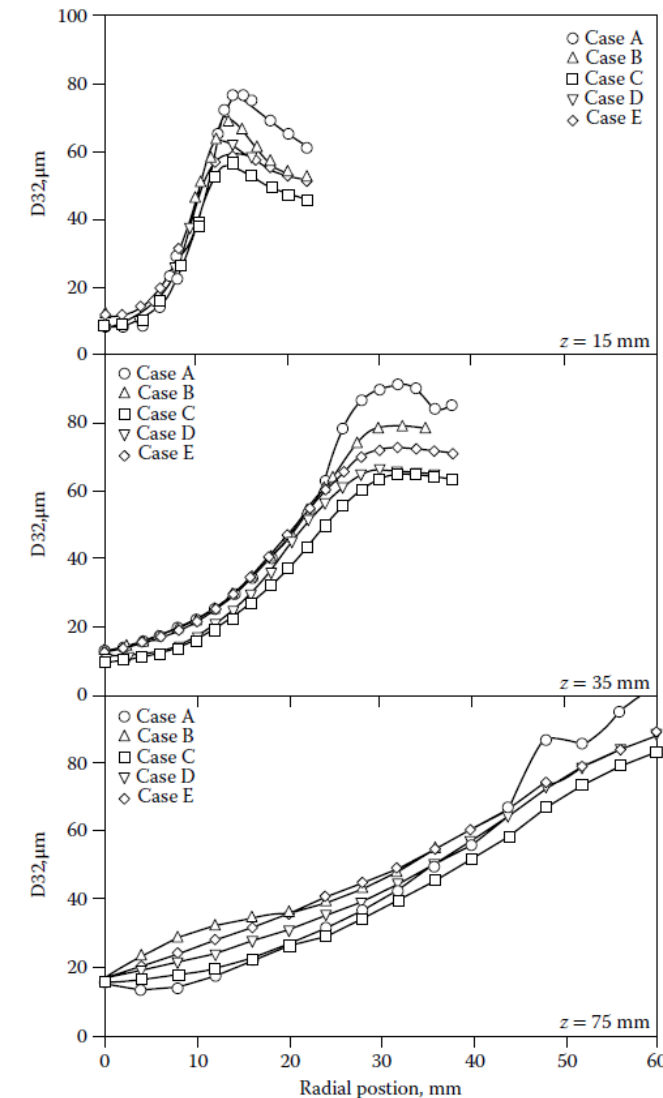 100
80
60
40
20
0
D32,μm
Case A
Case B
Case C
Case D
Case E
z = 15 mm
80
60
40
20
0
D32,μm
Case A
Case B
Case C
Case D
Case E
z = 35 mm
80
60
40
20
0
D32,μm
Case A
Case B
Case C
Case D
Case E
z = 75 mm
0 10 20 30 40 50 60
Radial postion, mm